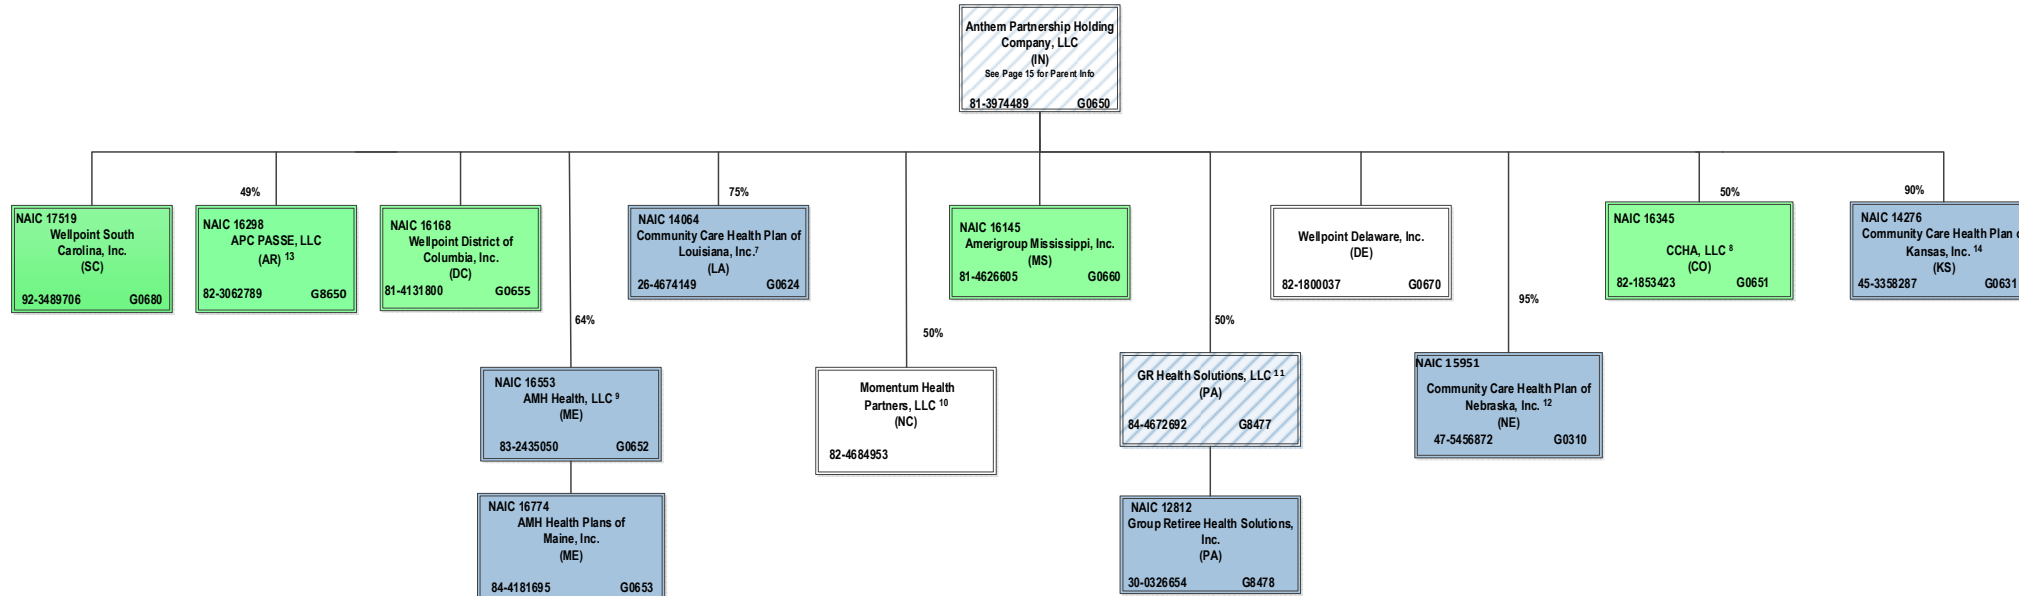 Anthem Partnership Holding
Company, LLC
(IN)
See Page 15 for Parent Info
81-3974489 G0650
49%
NAIC 17519
Wellpoint South
Carolina, Inc.
(SC)
92-3489706 G0680
NAIC 16298
APC PASSE, LLC
(AR) 13
82-3062789 G8650
NAIC 16168
Wellpoint District of
Columbia, Inc.
(DC)
81-4131800 G0655
75%
NAIC 14064
Community Care Health Plan of
Louisiana, Inc.7
(LA)
26-4674149 G0624
NAIC 16145
Amerigroup Mississippi, Inc.
(MS)
81-4626605 G0660
Wellpoint Delaware, Inc.
(DE)
82-1800037 G0670
50%
NAIC 16345
CCHA, LLC 8
(CO)
82-1853423 G0651
90%
NAIC 14276
Community Care Health Plan
Kansas, Inc. 14
(KS)
45-3358287 G0631
64%
NAIC 16553
AMH Health, LLC 9
(ME)
83-2435050 G0652
50%
Momentum Health
Partners, LLC 10
(NC)
82-4684953
50%
GR Health Solutions, LLC 11
(PA)
84-4672692 G8477
95%
NAIC 15951
Community Care Health Plan of
Nebraska, Inc. 12
(NE)
47-5456872 G0310
NAIC 16774
AMH Health Plans of
Maine, Inc.
(ME)
84-4181695 G0653
NAIC 12812
Group Retiree Health Solutions,
Inc.
(PA)
30-0326654 G8478